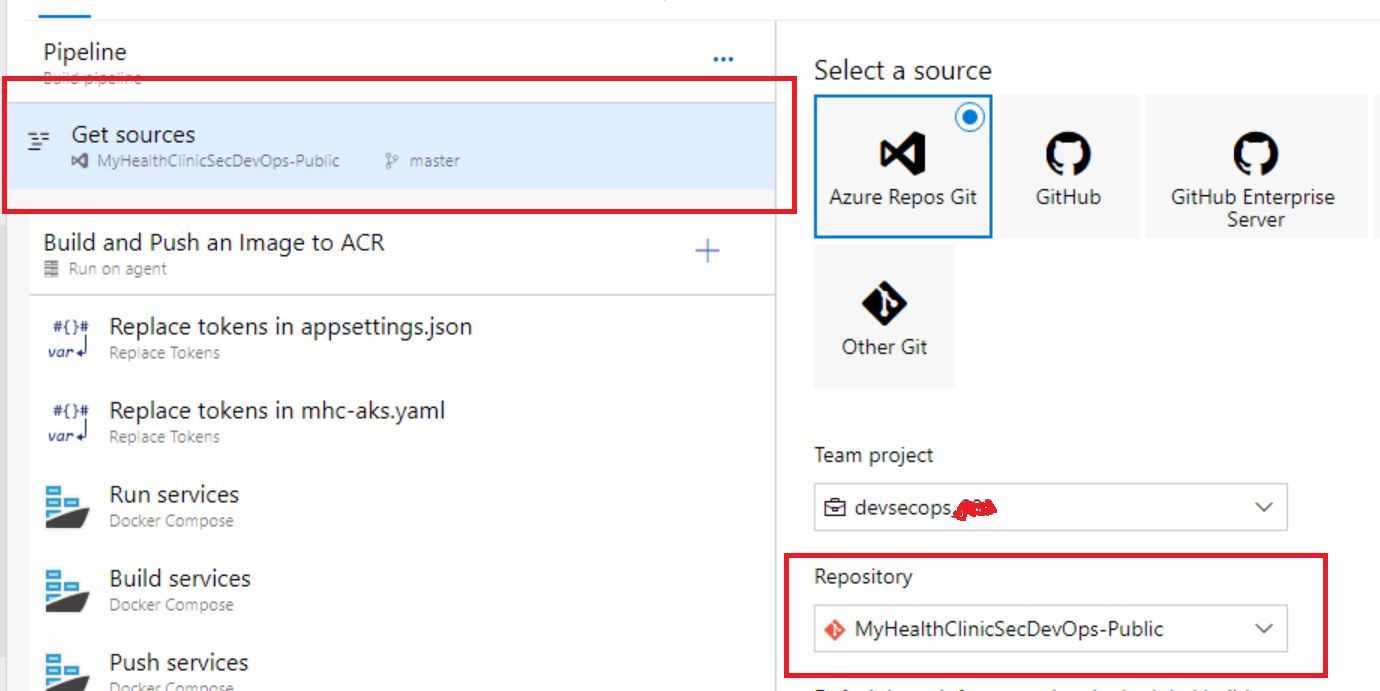 Pipeline
Build pipeline
Get sources
MyHealthClinicSecDevOps-Public master
Build and Push an Image to ACR
Run on agent
#{}#
var
Replace tokens in appsettings.json
Replace Tokens
#{}#
var
Replace tokens in mhc-aks.yaml
Replace Tokens
Run services
Docker Compose
Build services
Docker Compose
Push services
Docker Compose
Select a source
Azure Repos Git
GitHub
GitHub Enterprise
Server
Other Git
Team project
devsecops
Repository
MyHealthClinicSecDevOps-Public